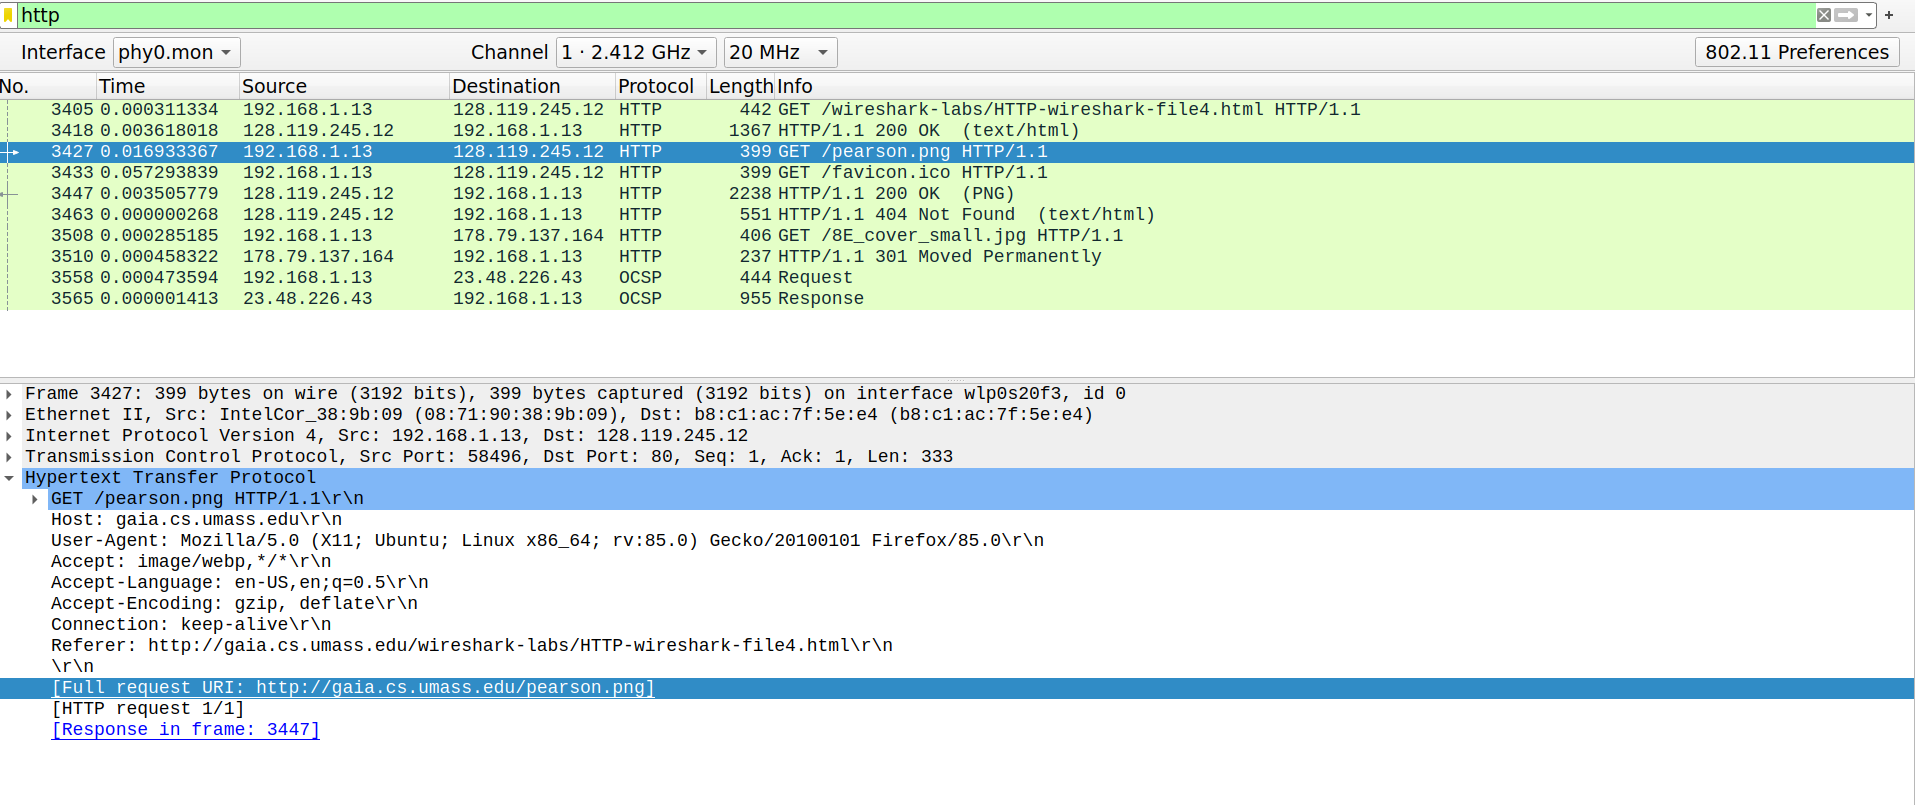 http
Interface phy0.mon Channel 1 · 2.412 GHz 20 MHz 802.11 Preferences
No. Time Source Destination Protocol Length Info
3405 0.000311334 192.168.1.13 128.119.245.12 HTTP 442 GET /wireshark-labs/HTTP-wireshark-file4.html HTTP/1.1
3418 0.003618018 128.119.245.12 192.168.1.13 HTTP 1367 HTTP/1.1 200 OK  (text/html)
3427 0.016933367 192.168.1.13 128.119.245.12 HTTP 399 GET /pearson.png HTTP/1.1
3433 0.057293839 192.168.1.13 128.119.245.12 HTTP 399 GET /favicon.ico HTTP/1.1
3447 0.003505779 128.119.245.12 192.168.1.13 HTTP 2238 HTTP/1.1 200 OK  (PNG)
3463 0.000000268 128.119.245.12 192.168.1.13 HTTP 551 HTTP/1.1 404 Not Found  (text/html)
3508 0.000285185 192.168.1.13 178.79.137.164 HTTP 406 GET /8E_cover_small.jpg HTTP/1.1
3510 0.000458322 178.79.137.164 192.168.1.13 HTTP 237 HTTP/1.1 301 Moved Permanently
3558 0.000473594 192.168.1.13 23.48.226.43 OCSP 444 Request
3565 0.000001413 23.48.226.43 192.168.1.13 OCSP 955 Response
Frame 3427: 399 bytes on wire (3192 bits), 399 bytes captured (3192 bits) on interface wlp0s20f3, id 0
Ethernet II, Src: IntelCor_38:9b:09 (08:71:90:38:9b:09), Dst: b8:c1:ac:7f:5e:e4 (b8:c1:ac:7f:5e:e4)
Internet Protocol Version 4, Src: 192.168.1.13, Dst: 128.119.245.12
Transmission Control Protocol, Src Port: 58496, Dst Port: 80, Seq: 1, Ack: 1, Len: 333
Hypertext Transfer Protocol
GET /pearson.png HTTP/1.1\r\n
Host: gaia.cs.umass.edu\r\n
User-Agent: Mozilla/5.0 (X11; Ubuntu; Linux x86_64; rv:85.0) Gecko/20100101 Firefox/85.0\r\n
Accept: image/webp,*/*\r\n
Accept-Language: en-US,en;q=0.5\r\n
Accept-Encoding: gzip, deflate\r\n
Connection: keep-alive\r\n
Referer: http://gaia.cs.umass.edu/wireshark-labs/HTTP-wireshark-file4.html\r\n
\r\n
[Full request URI: http://gaia.cs.umass.edu/pearson.png]
[HTTP request 1/1]
[Response in frame: 3447]